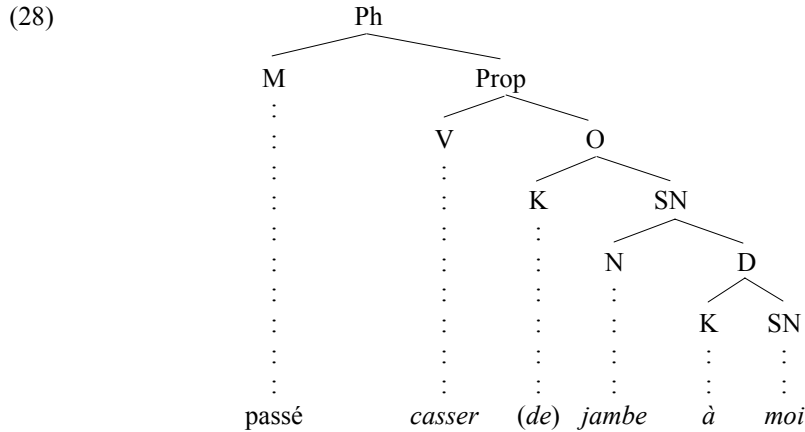 (28) Ph
M Prop
V O
K SN
N D
K SN
passé casser (de) jambe à moi